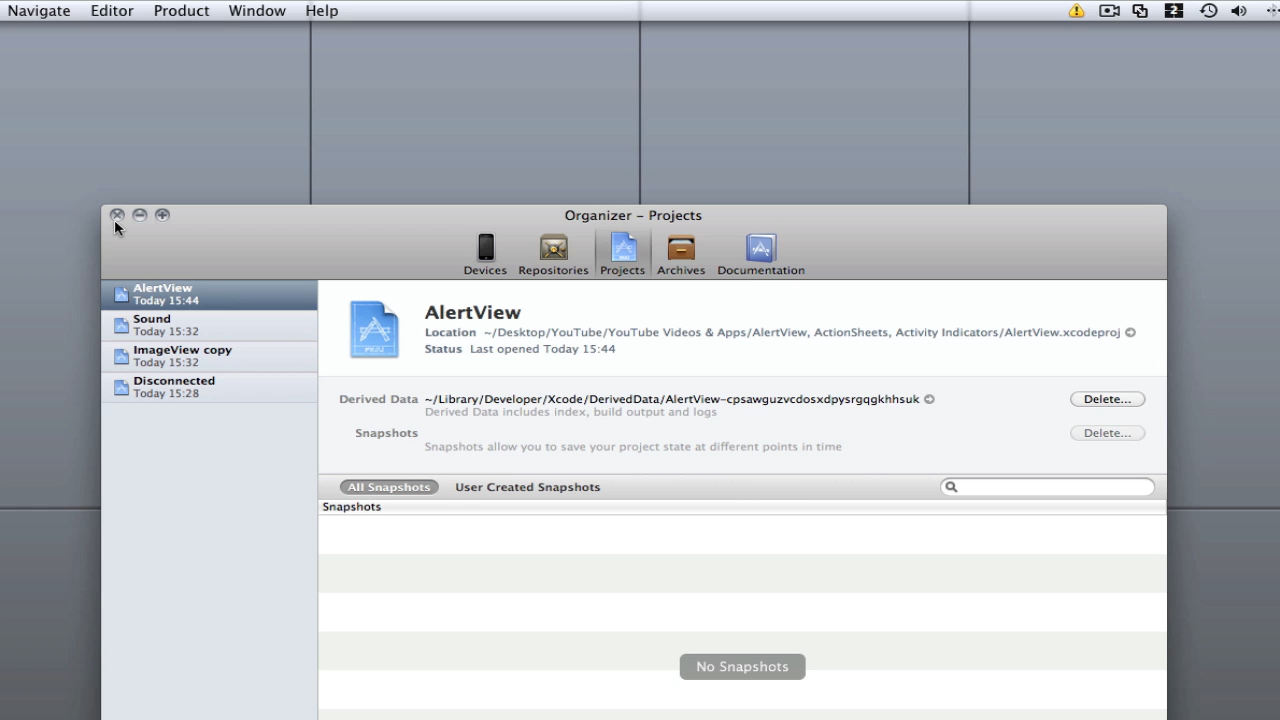 Navigate Editor Product Window Help 2
Organizer – Projects
Devices Repositories Projects Archives Documentation
AlertView
Today 15:44
Sound
Today 15:32
ImageView copy
Today 15:32
Disconnected
Today 15:28
AlertView
Location ~/Desktop/YouTube/YouTube Videos & Apps/AlertView, ActionSheets, Activity Indicators/AlertView.xcodeproj
Status Last opened Today 15:44
Derived Data ~/Library/Developer/Xcode/DerivedData/AlertView-cpsawguzvcdosxdpysrgqgkhhsuk Delete...
Derived Data includes index, build output and logs
Snapshots Delete...
Snapshots allow you to save your project state at different points in time
All Snapshots User Created Snapshots
Snapshots
No Snapshots